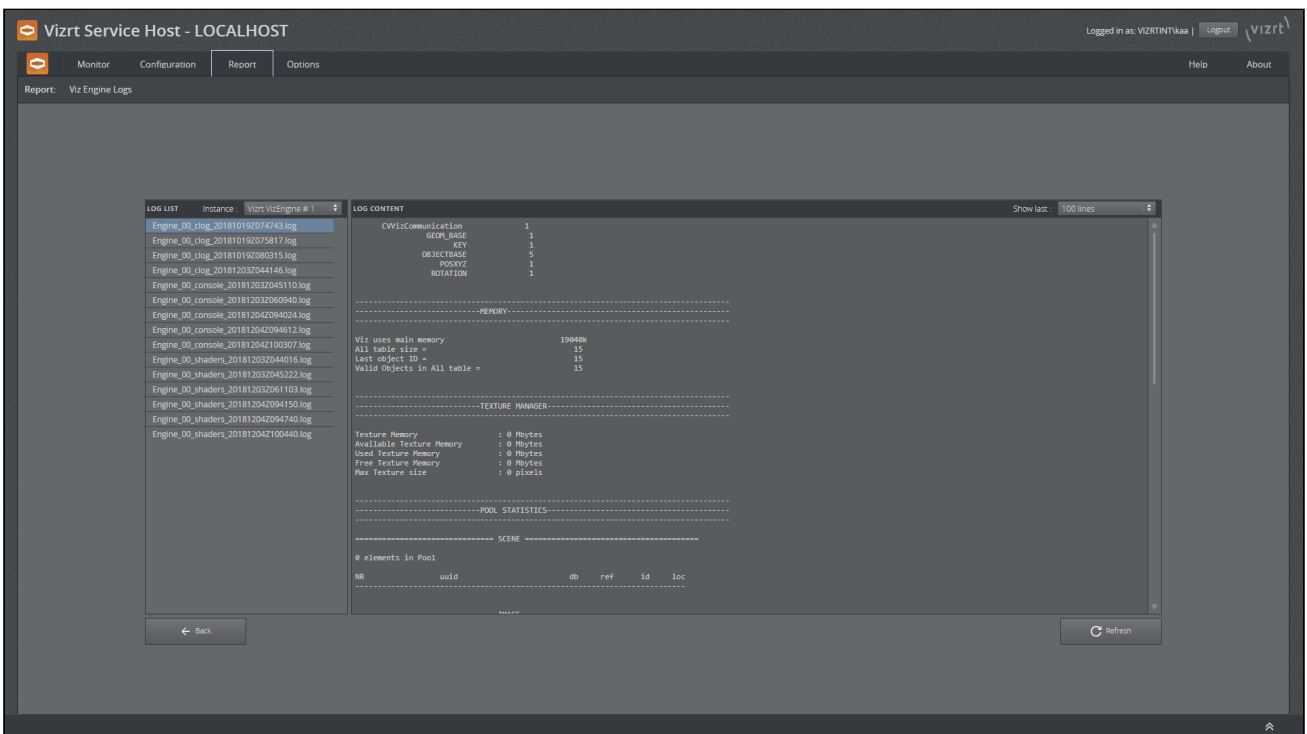 Vizrt Service Host - LOCALHOST
Logged in as: VIZRTINT\kaa | Logout vizrt
Monitor Configuration Report Options Help About
Report: Viz Engine Logs
LOG LIST Instance : Vizrt VizEngine # 1 LOG CONTENT Show last : 100 lines
Engine_00_clog_20181019Z074743.log
Engine_00_clog_20181019Z075817.log
Engine_00_clog_20181019Z080315.log
Engine_00_clog_20181203Z044146.log
Engine_00_console_20181203Z045110.log
Engine_00_console_20181203Z060940.log
Engine_00_console_20181204Z094024.log
Engine_00_console_20181204Z094612.log
Engine_00_console_20181204Z100307.log
Engine_00_shaders_20181203Z044016.log
Engine_00_shaders_20181203Z045222.log
Engine_00_shaders_20181203Z061103.log
Engine_00_shaders_20181204Z094150.log
Engine_00_shaders_20181204Z094740.log
Engine_00_shaders_20181204Z100440.log
CVVizCommunication 1
GEOM_BASE 1
KEY 1
OBJECTBASE 5
POSXYZ 1
ROTATION 1
MEMORY
Viz uses main memory 19040k
All table size = 15
Last object ID = 15
Valid Objects in All table = 15
TEXTURE MANAGER
Texture Memory : 0 Mbytes
Available Texture Memory : 0 Mbytes
Used Texture Memory : 0 Mbytes
Free Texture Memory : 0 Mbytes
Max Texture size : 0 pixels
POOL STATISTICS
SCENE
0 elements in Pool
NR uuid db ref id loc
IMAGE
Back Refresh